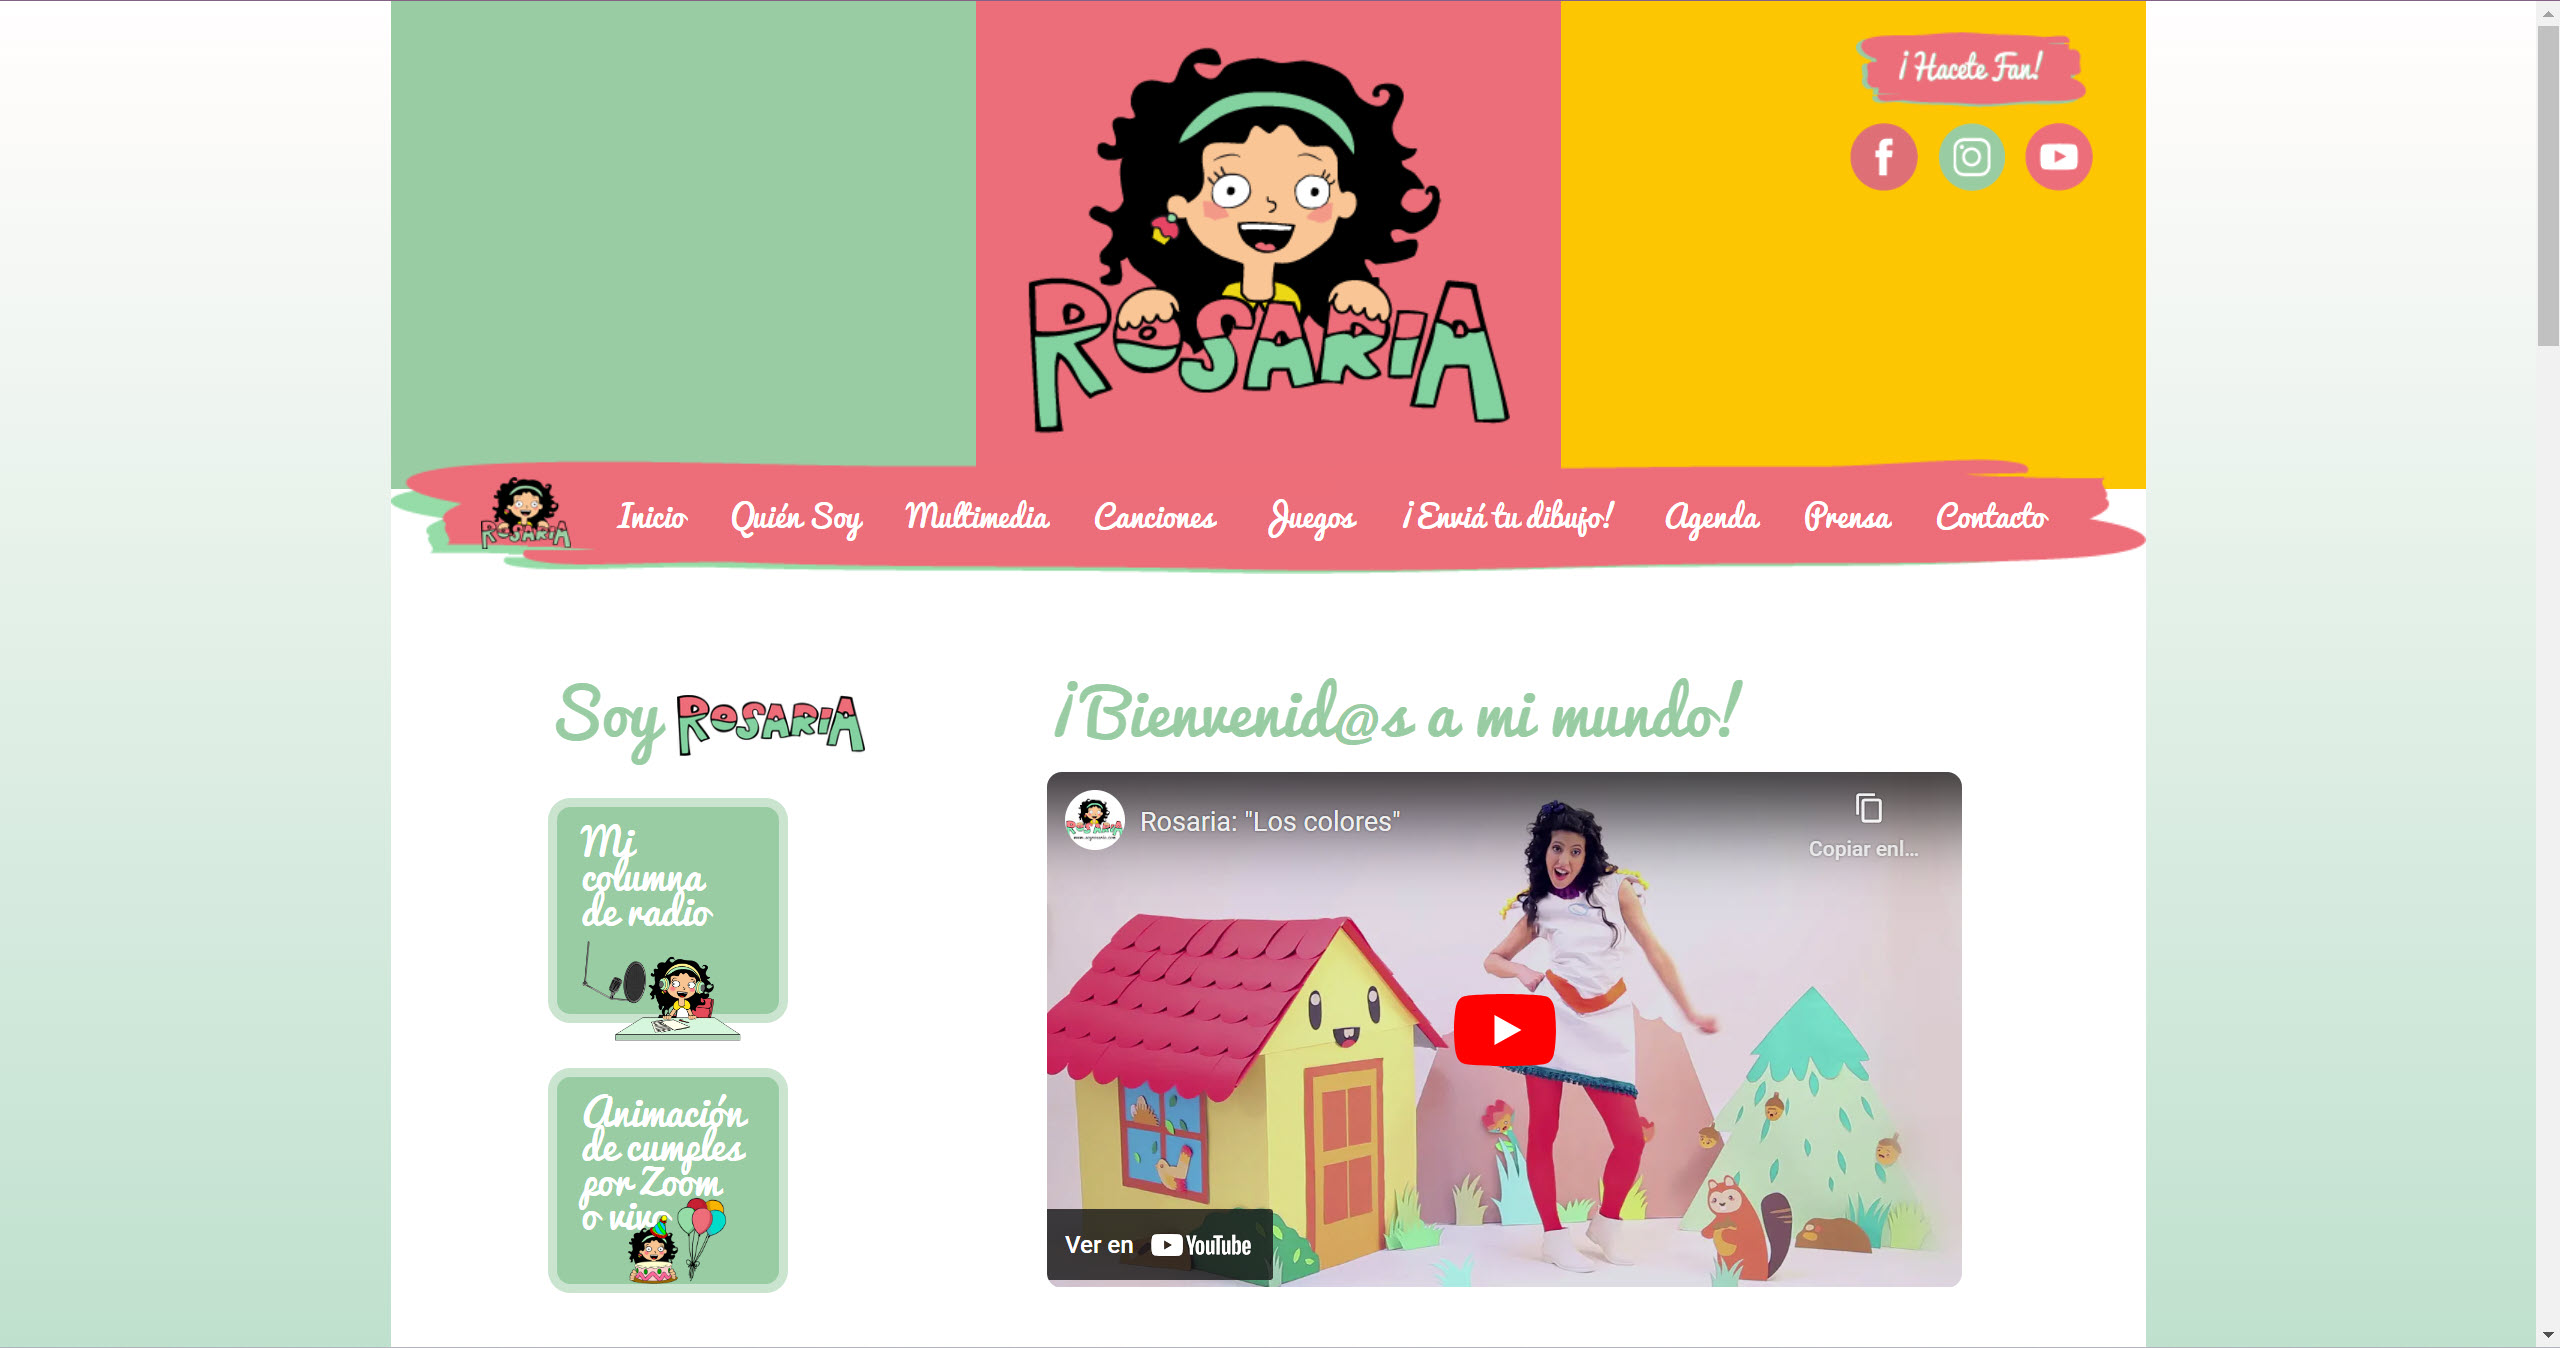 ¡Hacete Fan!
ROSARIA
Inicio Quién Soy Multimedia Canciones Juegos ¡Enviá tu dibujo! Agenda Prensa Contacto
ROSARIA
Soy ROSARIA
¡Bienvenid@s a mi mundo!
Rosaria: "Los colores"
Copiar enl...
ROSARIA
Mi
columna
de radio
Animación
de cumples
por Zoom
o vivo
Ver en YouTube